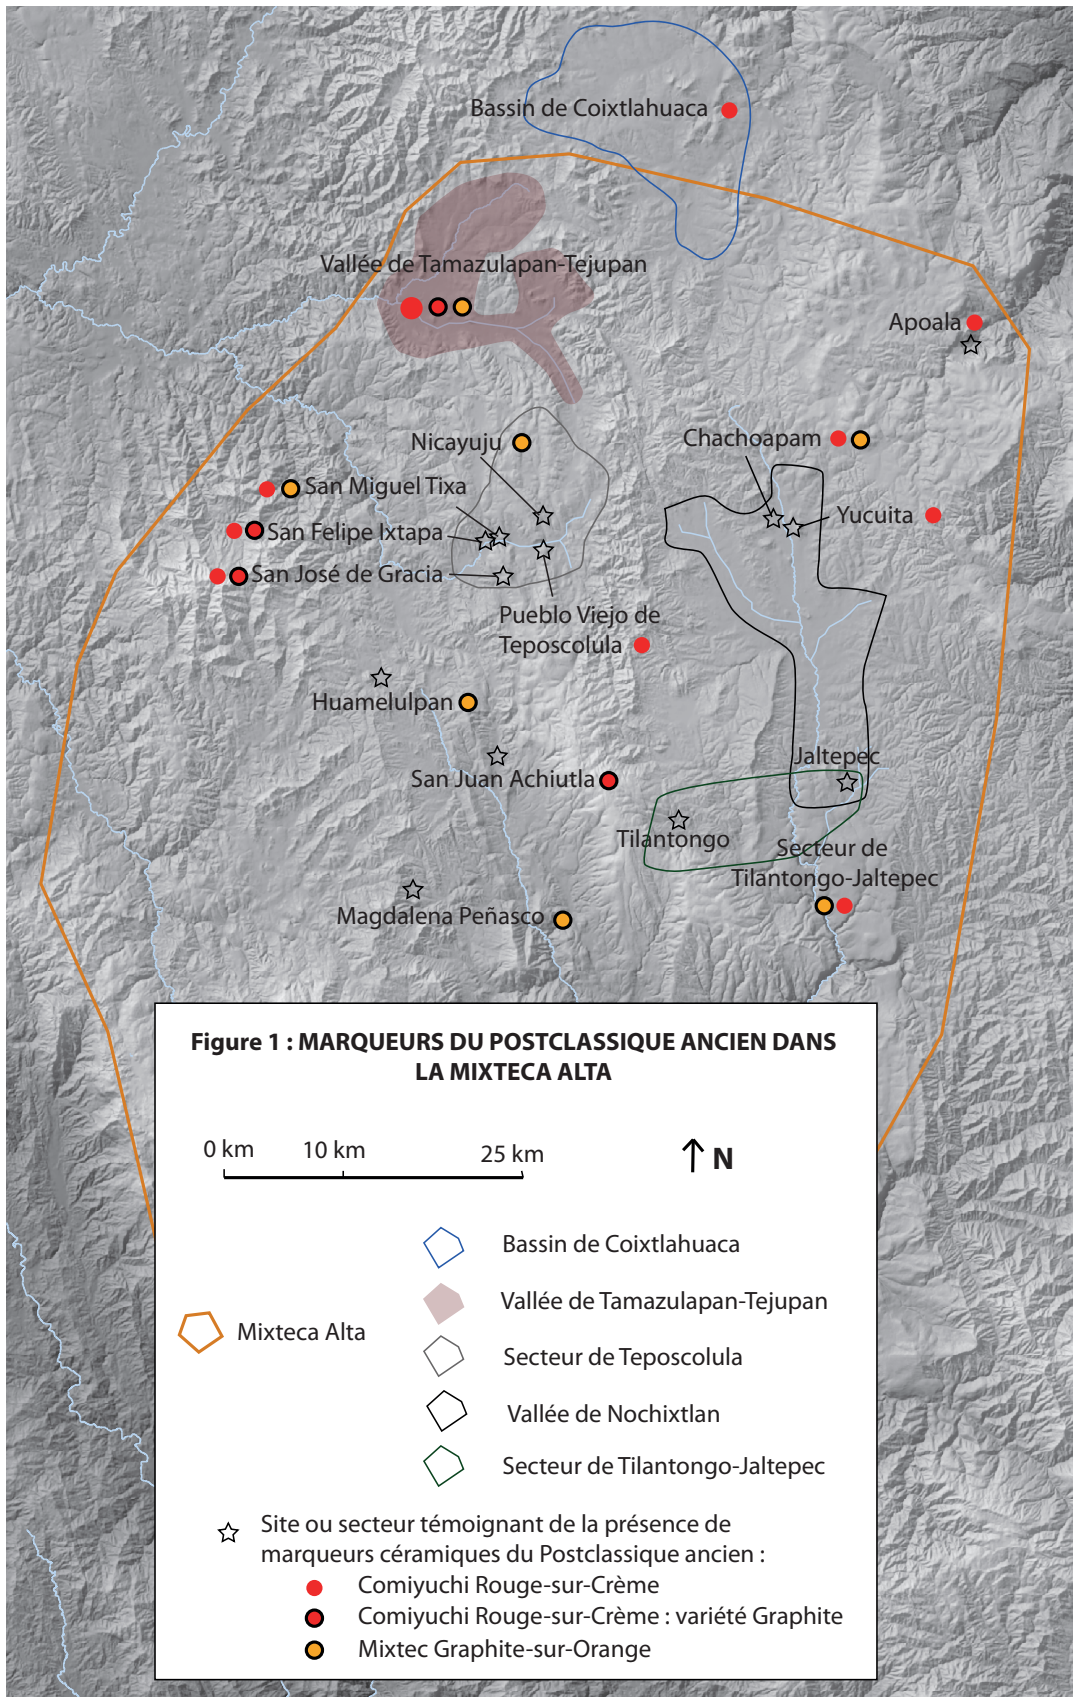 Bassin de Coixtlahuaca
Vallée de Tamazulapan-Tejupan
Apoala
Nicayuju
Chachoapam
San Miguel Tixa
Yucuita
San Felipe Ixtapa
San José de Gracia
Pueblo Viejo de
Teposcolula
Huamelulpan
Jaltepec
San Juan Achiutla
Tilantongo
Secteur de
Tilantongo-Jaltepec
Magdalena Peñasco
Figure 1 : MARQUEURS DU POSTCLASSIQUE ANCIEN DANS
LA MIXTECA ALTA
0 km 10 km 25 km
N
Bassin de Coixtlahuaca
Vallée de Tamazulapan-Tejupan
Mixteca Alta
Secteur de Teposcolula
Vallée de Nochixtlan
Secteur de Tilantongo-Jaltepec
Site ou secteur témoignant de la présence de
marqueurs céramiques du Postclassique ancien :
Comiyuchi Rouge-sur-Crème
Comiyuchi Rouge-sur-Crème : variété Graphite
Mixtec Graphite-sur-Orange